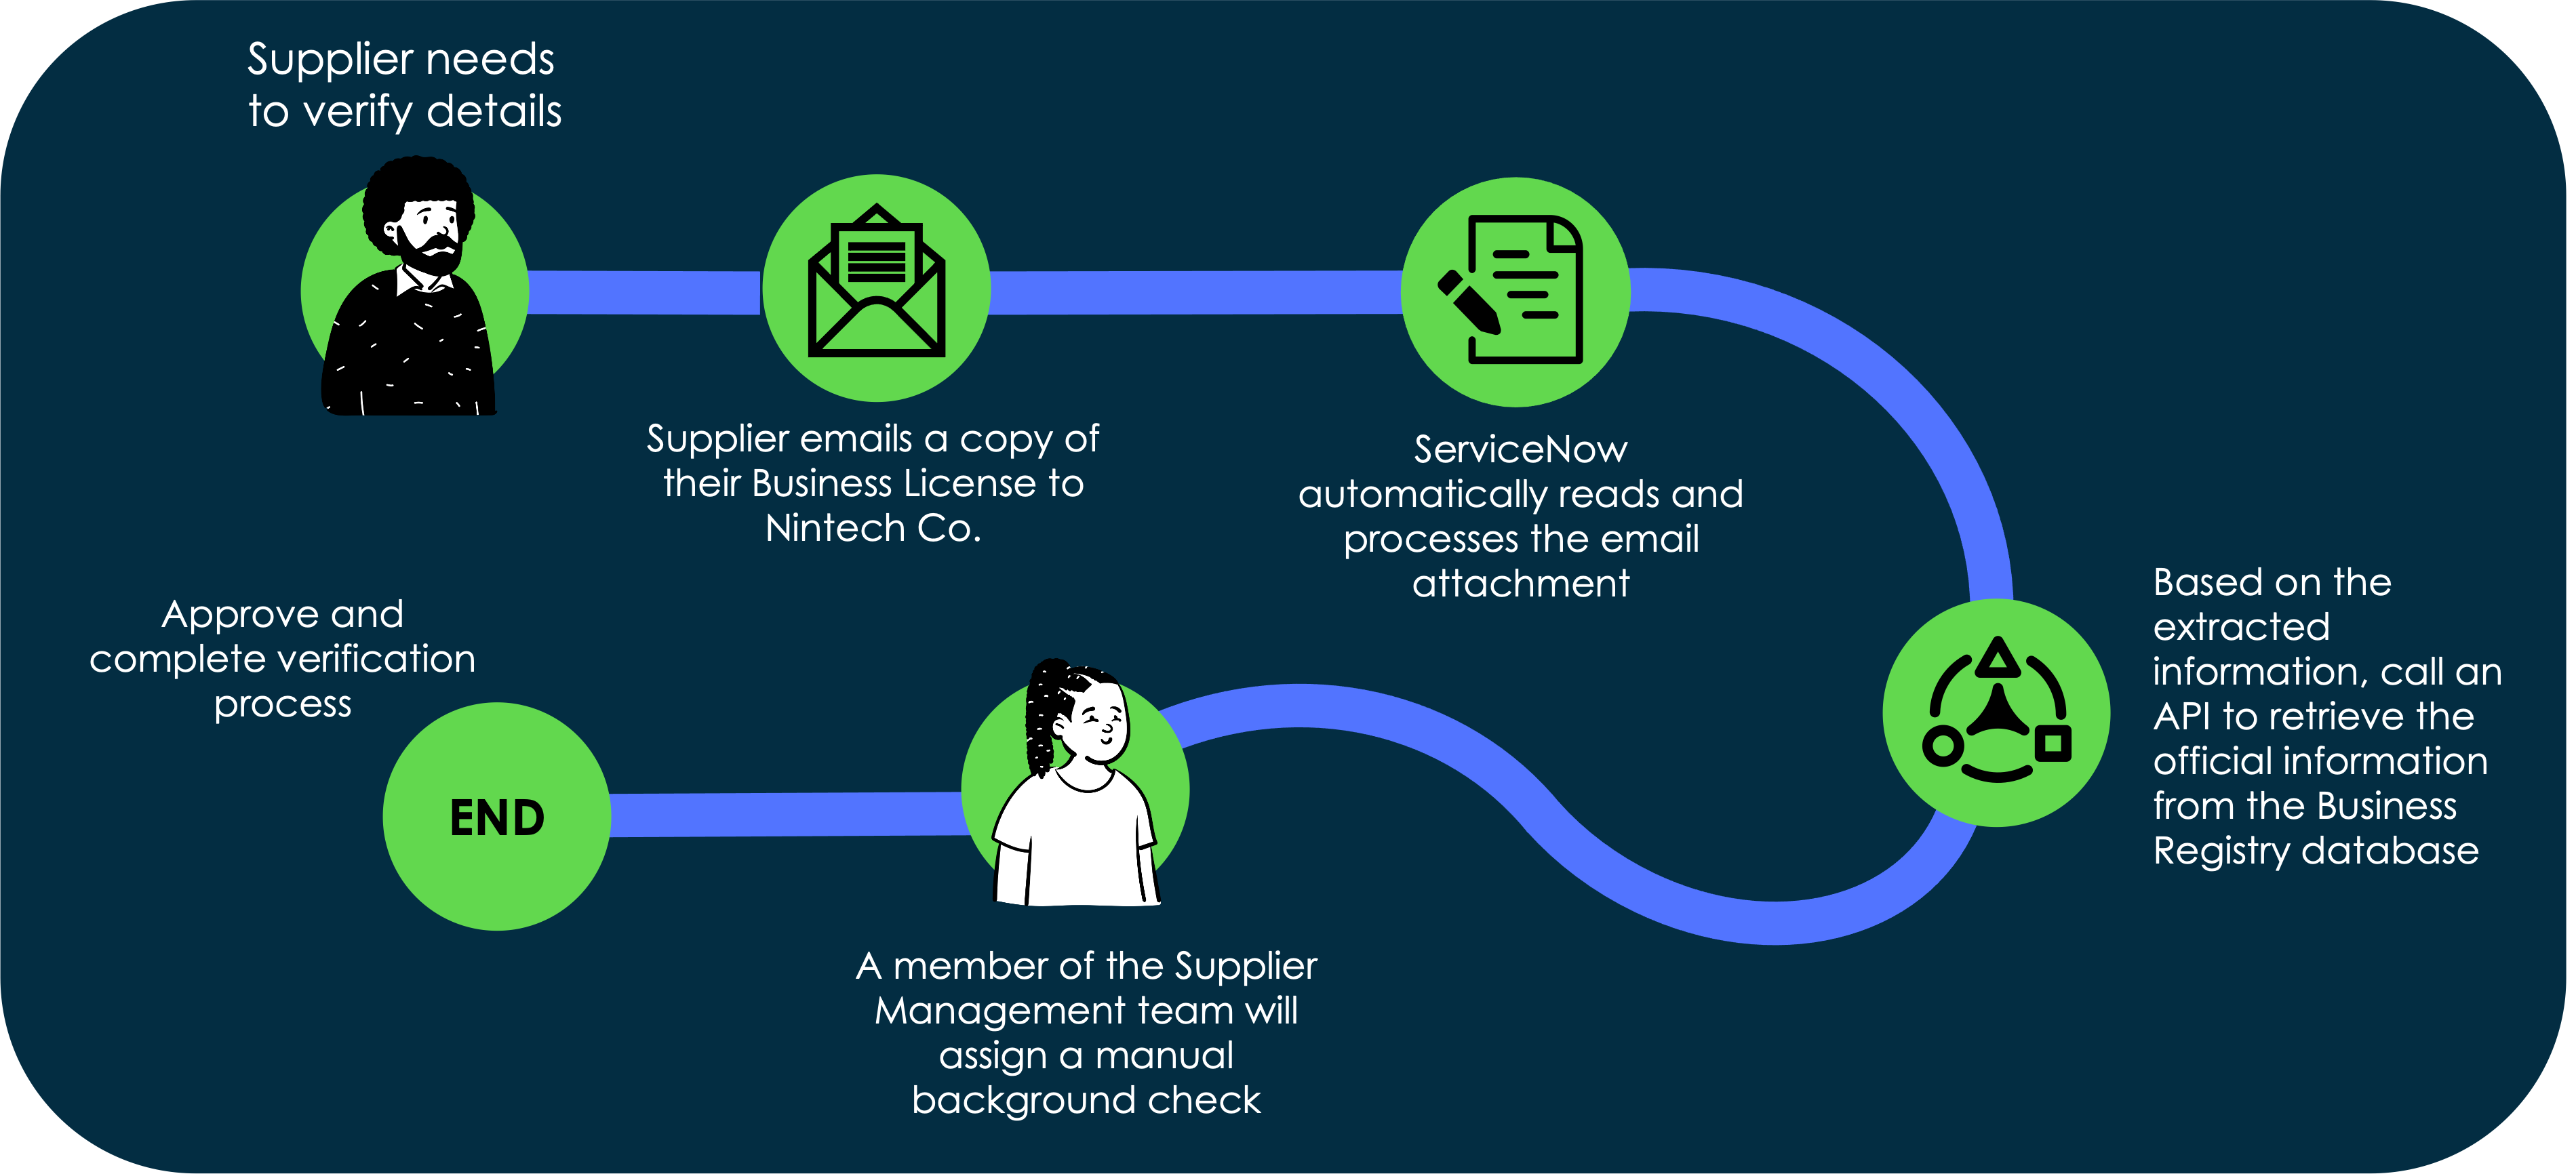 Supplier needs
to verify details
Supplier emails a copy of
their Business License to
Nintech Co.
ServiceNow
automatically reads and
processes the email
attachment
Based on the
extracted
information, call an
API to retrieve the
official information
from the Business
Registry database
A member of the Supplier
Management team will
assign a manual
background check
Approve and
complete verification
process
END